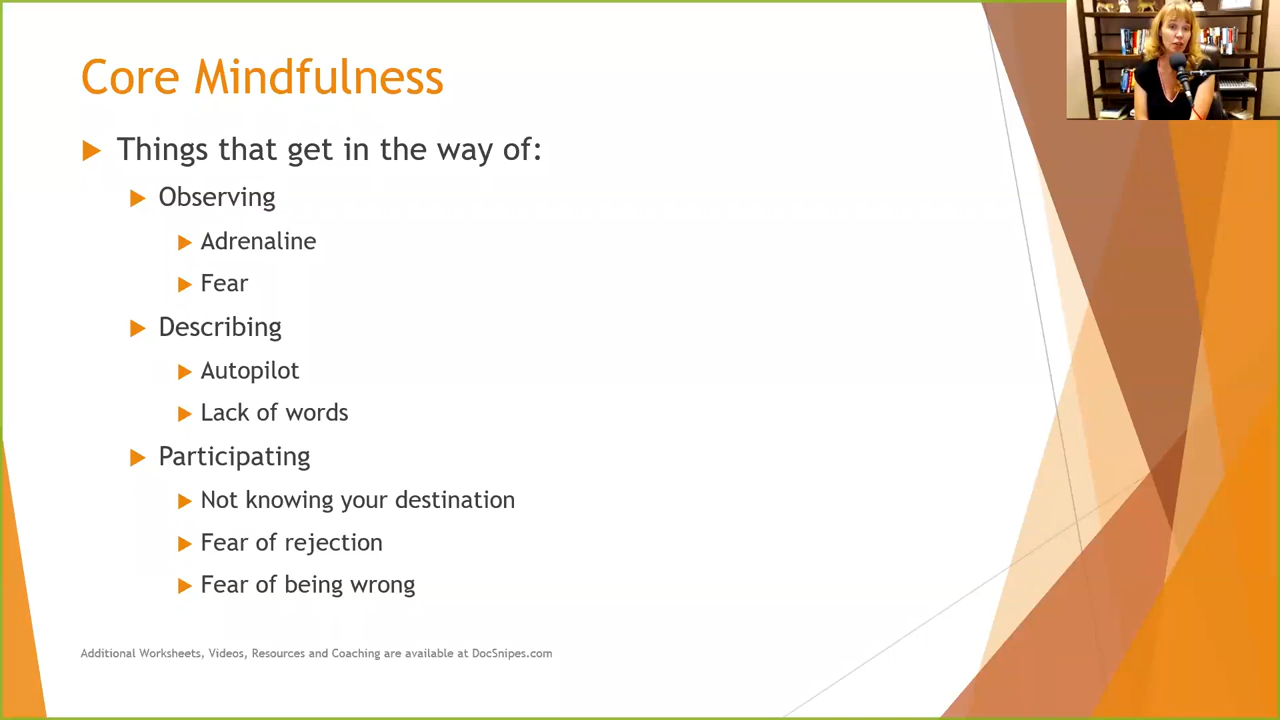 Core Mindfulness
Things that get in the way of:
Observing
Adrenaline
Fear
Describing
Autopilot
Lack of words
Participating
Not knowing your destination
Fear of rejection
Fear of being wrong
Additional Worksheets, Videos, Resources and Coaching are available at DocSnipes.com